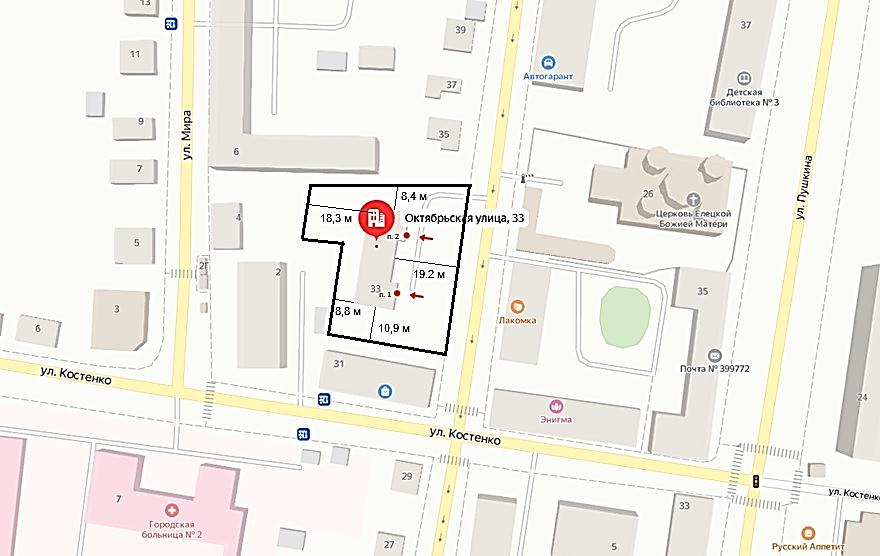 13
39
37
11
Автогарант
37
Детская
библиотека № 3
9
35
ул. Мира
7
6
26
Церковь Елецкой
Божией Матери
ул. Пушкина
8,4 м
18,3 м
Октябрьская улица, 33
4
п. 2
5
2
19.2 м
33
п. 1
35
3
8,8 м
10,9 м
Лакомка
6
31
Почта № 399772
ул. Костенко
24
Энигма
ул. Костенко
29
7
Городская
больница № 2
ул. Костенко
33
27
5
Русский Аппетит